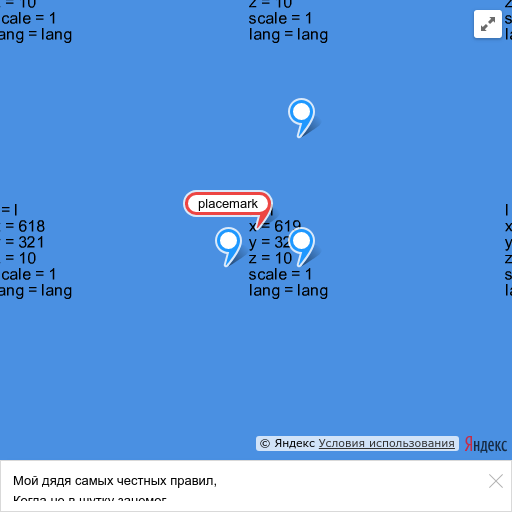 z = 10
scale = 1
lang = lang
scale = 1
lang = lang
placemark
= l
= 618
= 321
= 10
scale = 1
lang = lang
x = 619
y = 32
z = 10
scale = 1
lang = lang
© Яндекс Условия использования
Яндекс
Мой дядя самых честных правил,
Когда не в шутку занемог